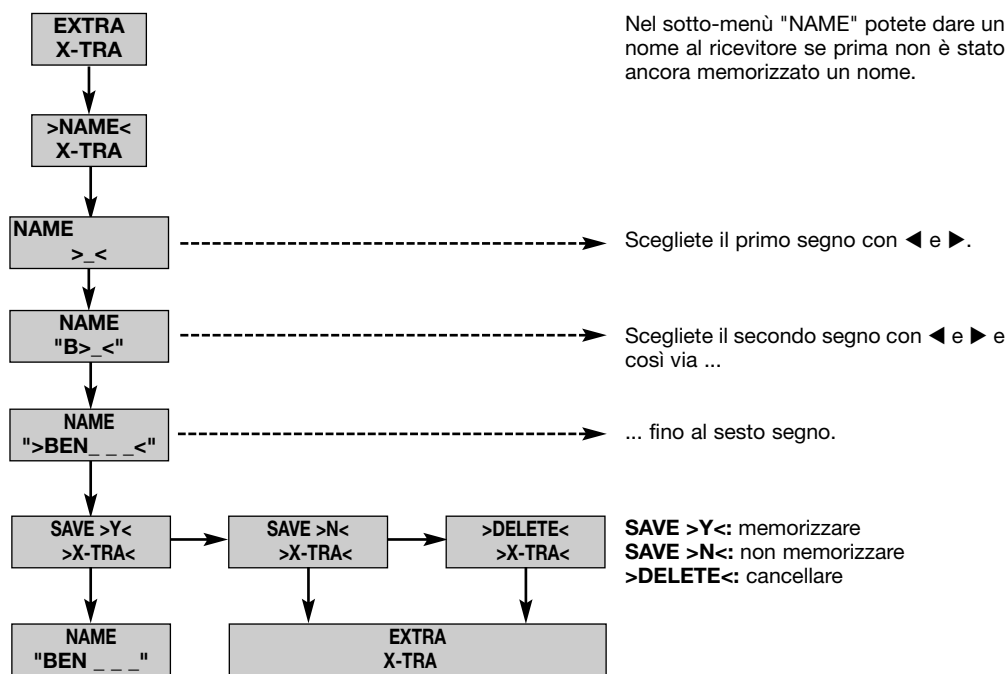 EXTRA
X-TRA
Nel sotto-menù "NAME" potete dare un
nome al ricevitore se prima non è stato
ancora memorizzato un nome.
>NAME<
X-TRA
NAME
>_<
Scegliete il primo segno con ◀ e ▶.
NAME
"B>_<"
Scegliete il secondo segno con ◀ e ▶ e
così via ...
NAME
">BEN_ _ _<"
... fino al sesto segno.
SAVE >Y<
>X-TRA<
SAVE >N<
>X-TRA<
>DELETE<
>X-TRA<
SAVE >Y<: memorizzare
SAVE >N<: non memorizzare
>DELETE<: cancellare
NAME
"BEN _ _ _"
EXTRA
X-TRA